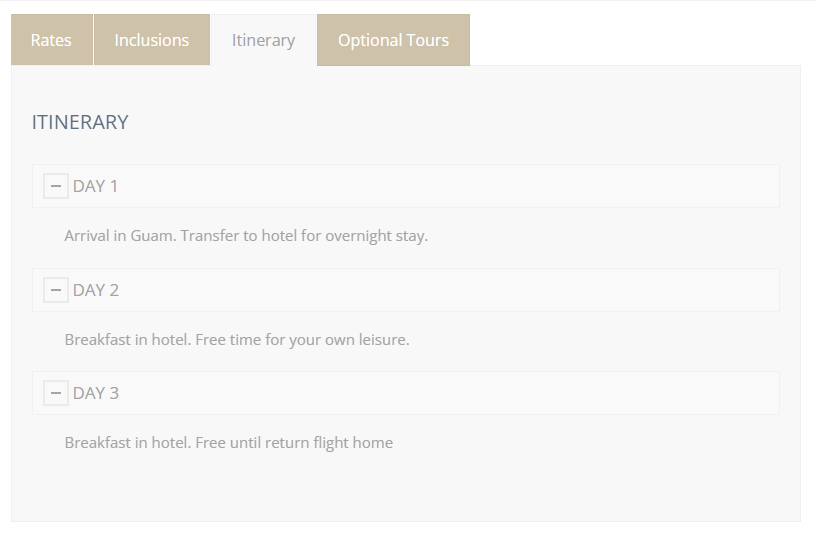 Rates Inclusions Itinerary Optional Tours
ITINERARY
DAY 1
Arrival in Guam. Transfer to hotel for overnight stay.
DAY 2
Breakfast in hotel. Free time for your own leisure.
DAY 3
Breakfast in hotel. Free until return flight home